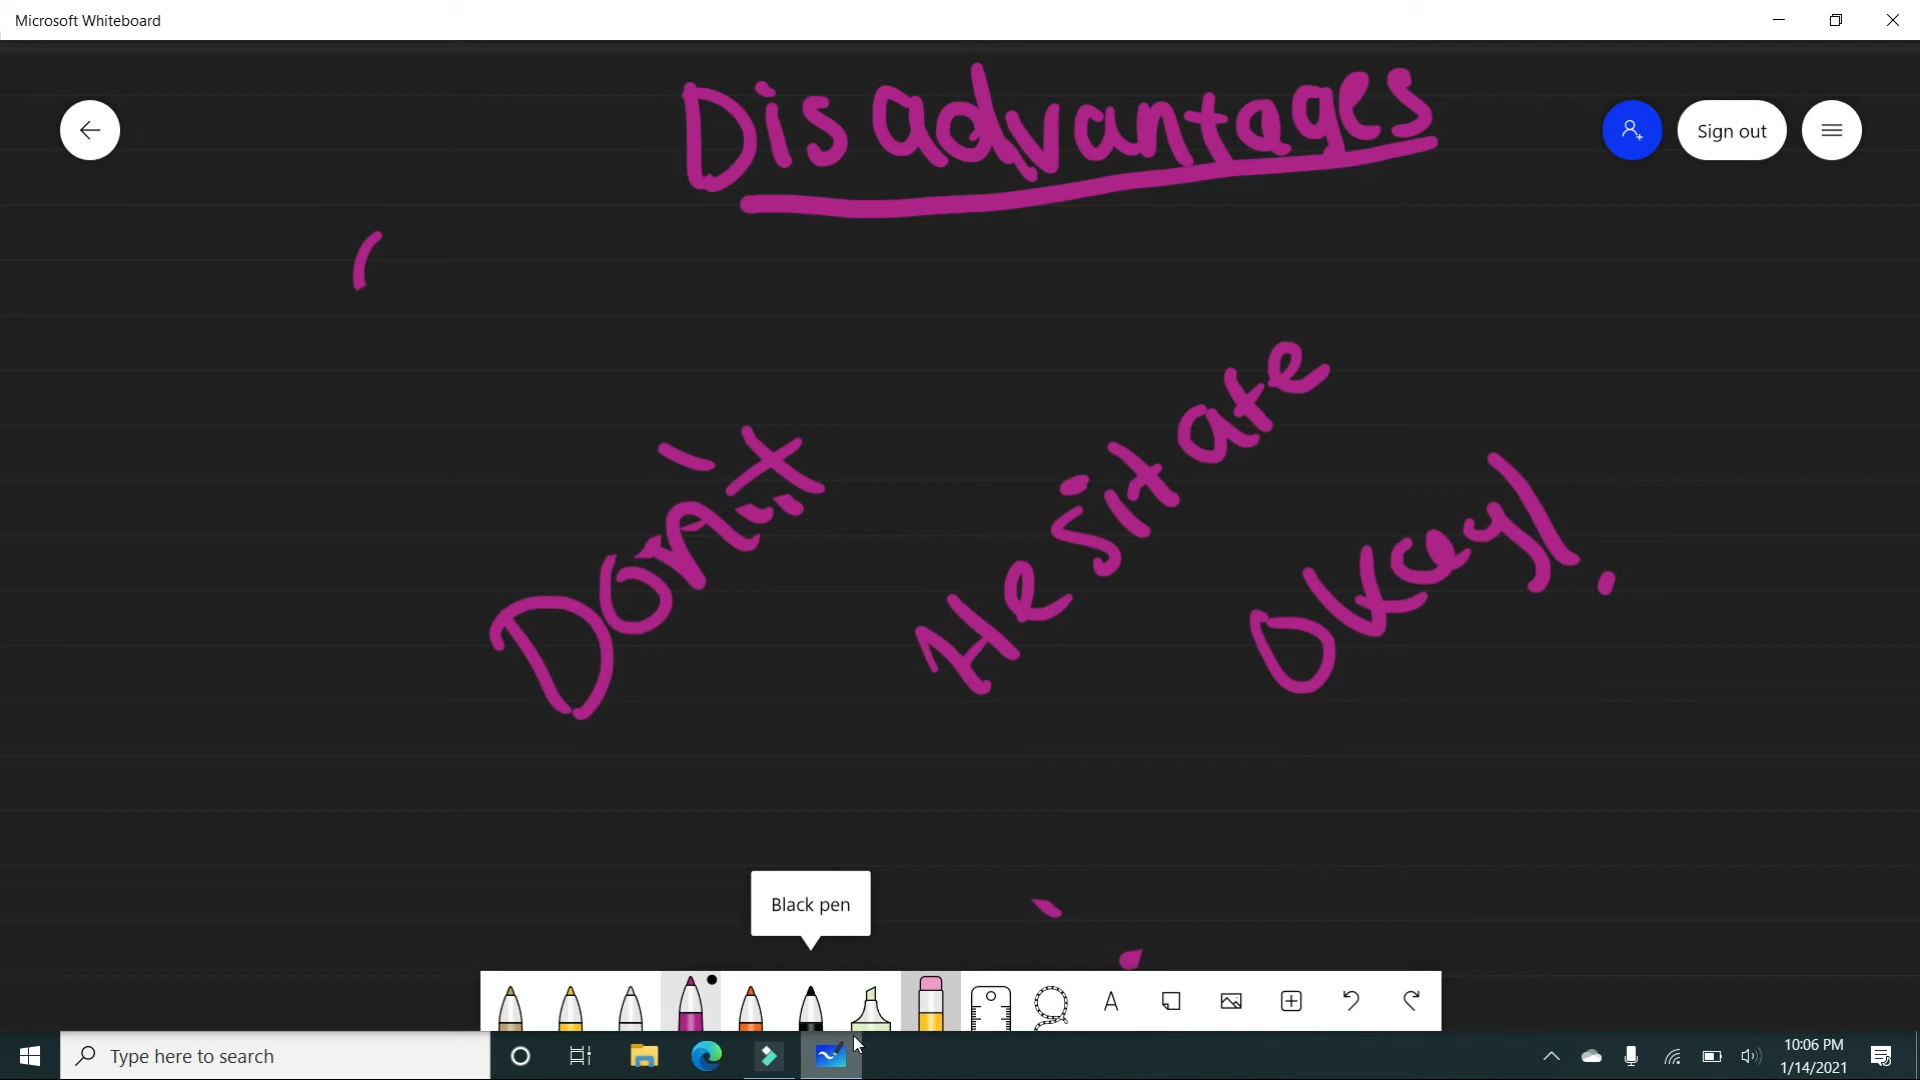 Microsoft Whiteboard
Disadvantages
Sign out
Don't Hesitate Okay!
Black pen
Type here to search
10:06 PM
1/14/2021